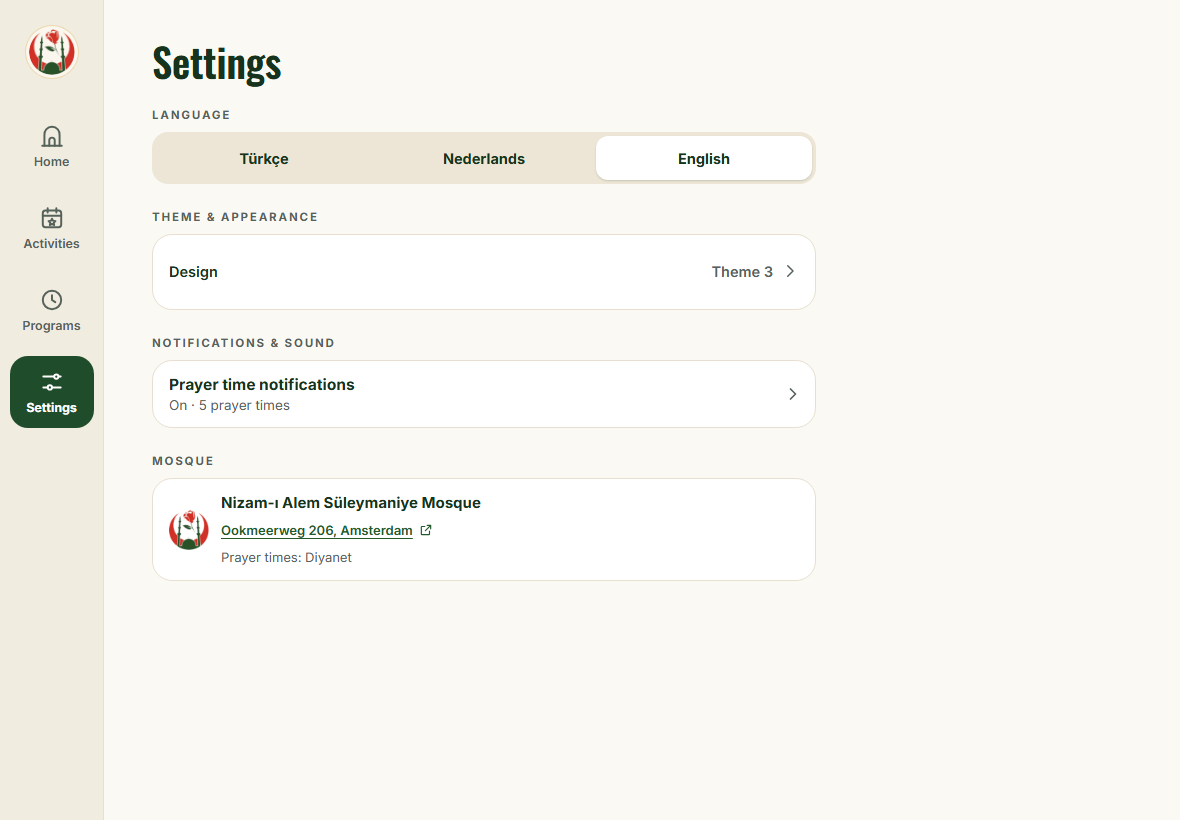 Settings
LANGUAGE
Türkçe
Nederlands
English
THEME & APPEARANCE
Design
Theme 3
NOTIFICATIONS & SOUND
Prayer time notifications
On · 5 prayer times
MOSQUE
Nizam-ı Alem Süleymaniye Mosque
Ookmeerweg 206, Amsterdam
Prayer times: Diyanet
Home
Activities
Programs
Settings